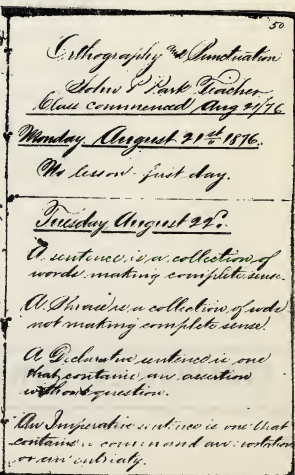 50
Orthography and Punctuation
John R Park Teacher
Class commenced Aug 21/76
Monday August 21st 1876.
No lesson - first day.
Tuesday August 22d.
A sentence is a collection of
words making complete sense.
A Phrase is a collection of wods
not making complete sense.
A Declarative sentence is one
that contains an assertion
without question.
An Imperative sentence is one that
contains a command an
or an entreaty.